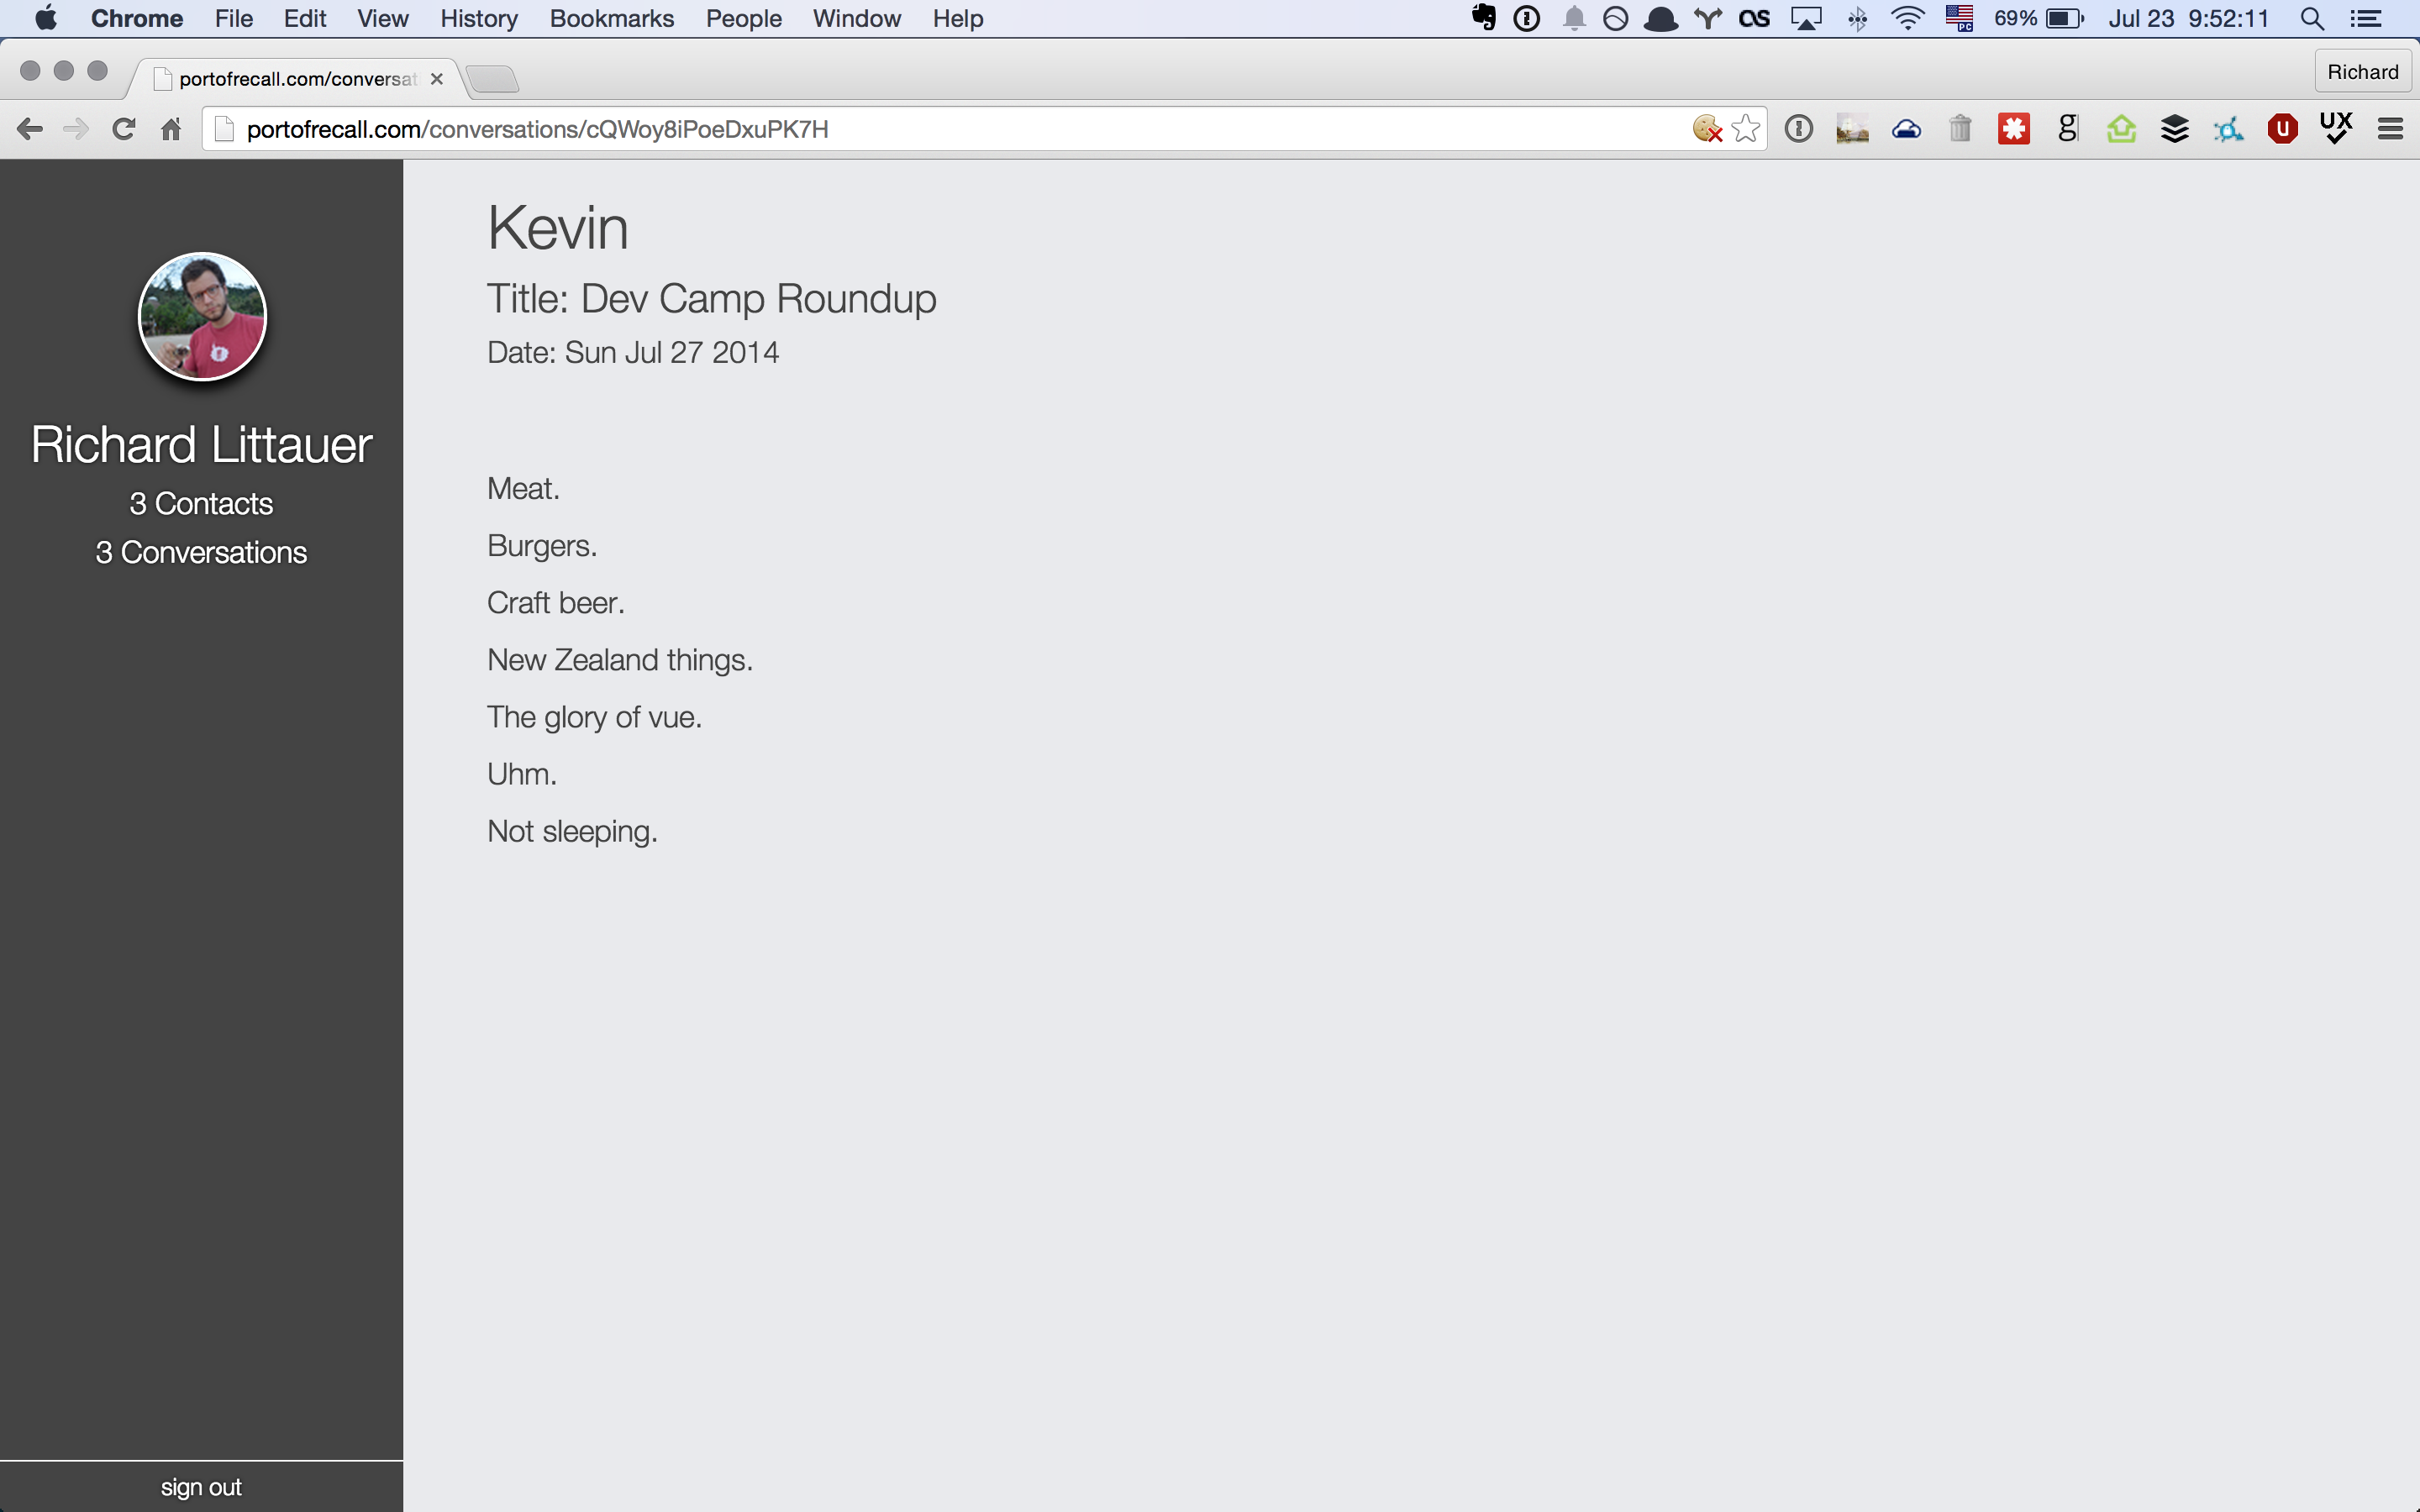 Chrome File Edit View History Bookmarks People Window Help PC 69% Jul 23 9:52:11
portofrecall.com/conversat Richard
portofrecall.com/conversations/cQWoy8iPoeDxuPK7H g U UX
Kevin
Title: Dev Camp Roundup
Date: Sun Jul 27 2014
Richard Littauer
3 Contacts
3 Conversations
Meat.
Burgers.
Craft beer.
New Zealand things.
The glory of vue.
Uhm.
Not sleeping.
sign out